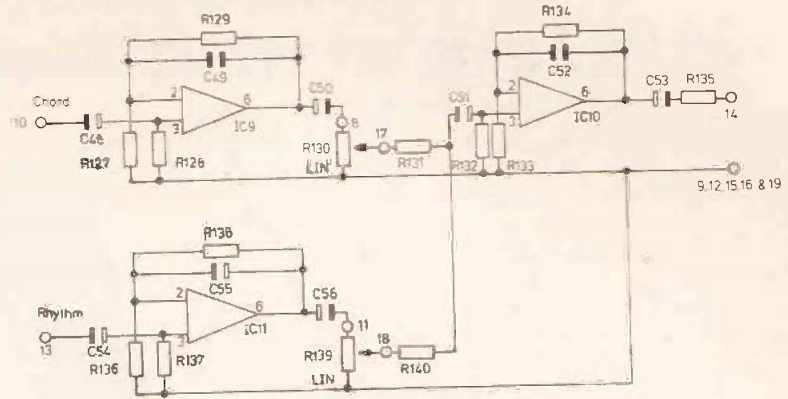 R129
C49
Chord
10
C48
2
3
6
IC9
R127
R128
C50
8
R130
LIN
17
R131
C51
R132
R133
R134
C52
2
3
6
IC10
C53
R135
14
9,12,15,16 & 19
R138
C55
Rhythm
13
C54
2
3
6
IC11
R136
R137
C56
11
R139
LIN
18
R140